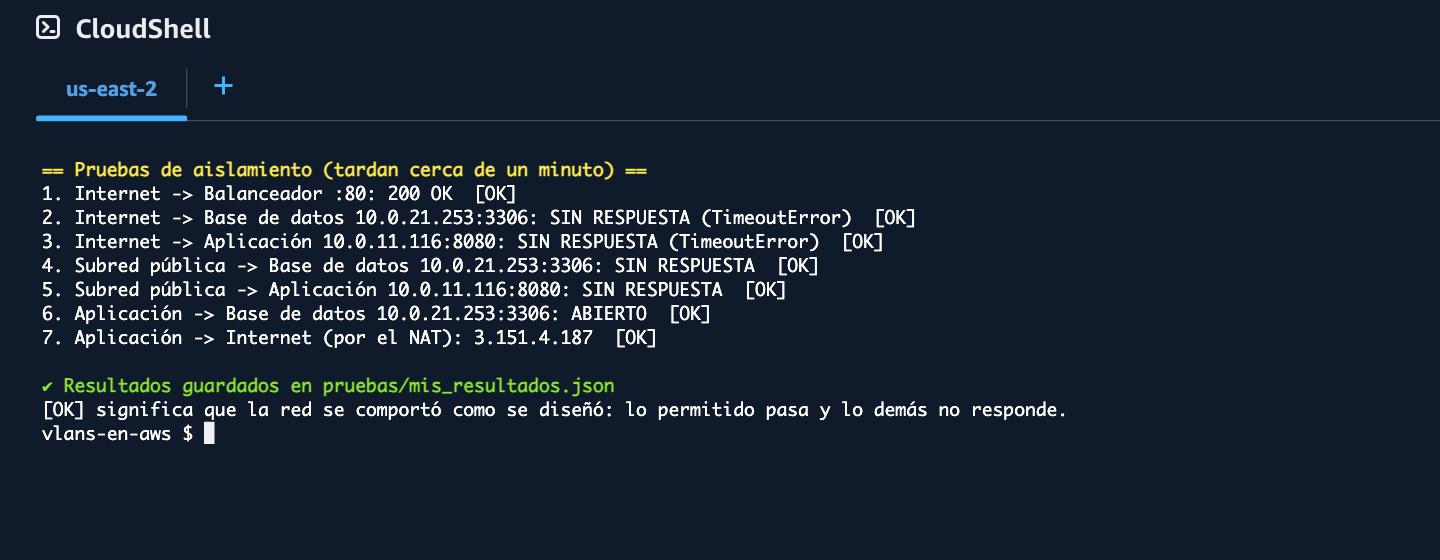 CloudShell
us-east-2 +
== Pruebas de aislamiento (tardan cerca de un minuto) ==
1. Internet -> Balanceador :80: 200 OK  [OK]
2. Internet -> Base de datos 10.0.21.253:3306: SIN RESPUESTA (TimeoutError)  [OK]
3. Internet -> Aplicación 10.0.11.116:8080: SIN RESPUESTA (TimeoutError)  [OK]
4. Subred pública -> Base de datos 10.0.21.253:3306: SIN RESPUESTA  [OK]
5. Subred pública -> Aplicación 10.0.11.116:8080: SIN RESPUESTA  [OK]
6. Aplicación -> Base de datos 10.0.21.253:3306: ABIERTO  [OK]
7. Aplicación -> Internet (por el NAT): 3.151.4.187  [OK]
✔ Resultados guardados en pruebas/mis_resultados.json
[OK] significa que la red se comportó como se diseñó: lo permitido pasa y lo demás no responde.
vlans-en-aws $